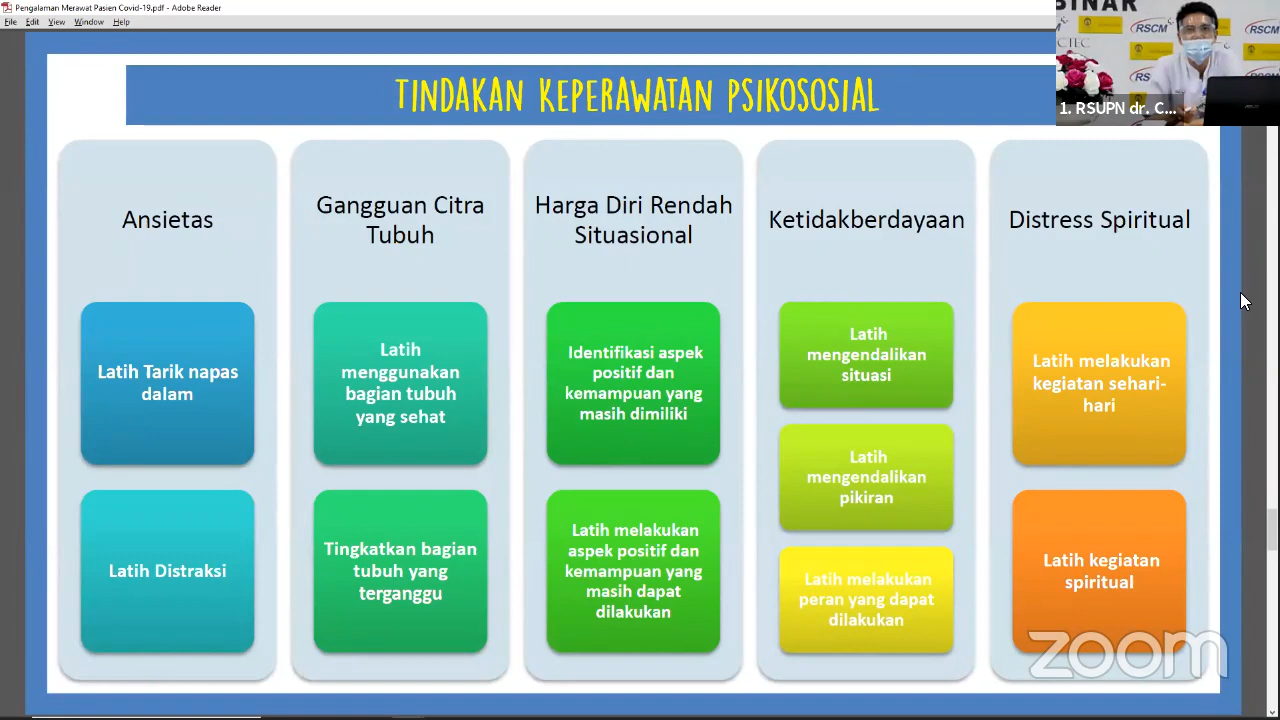 Pengalaman Merawat Pasien Covid-19.pdf - Adobe Reader
File Edit View Window Help
TINDAKAN KEPERAWATAN PSIKOSOSIAL
Ansietas
Latih Tarik napas
dalam
Latih Distraksi
Gangguan Citra
Tubuh
Latih
menggunakan
bagian tubuh
yang sehat
Tingkatkan bagian
tubuh yang
terganggu
Harga Diri Rendah
Situasional
Identifikasi aspek
positif dan
kemampuan yang
masih dimiliki
Latih melakukan
aspek positif dan
kemampuan yang
masih dapat
dilakukan
Ketidakberdayaan
Latih
mengendalikan
situasi
Latih
mengendalikan
pikiran
Latih melakukan
peran yang dapat
dilakukan
Distress Spiritual
Latih melakukan
kegiatan sehari-
hari
Latih kegiatan
spiritual
RSCM
RSCM
1. RSUPN dr. C...
zoom